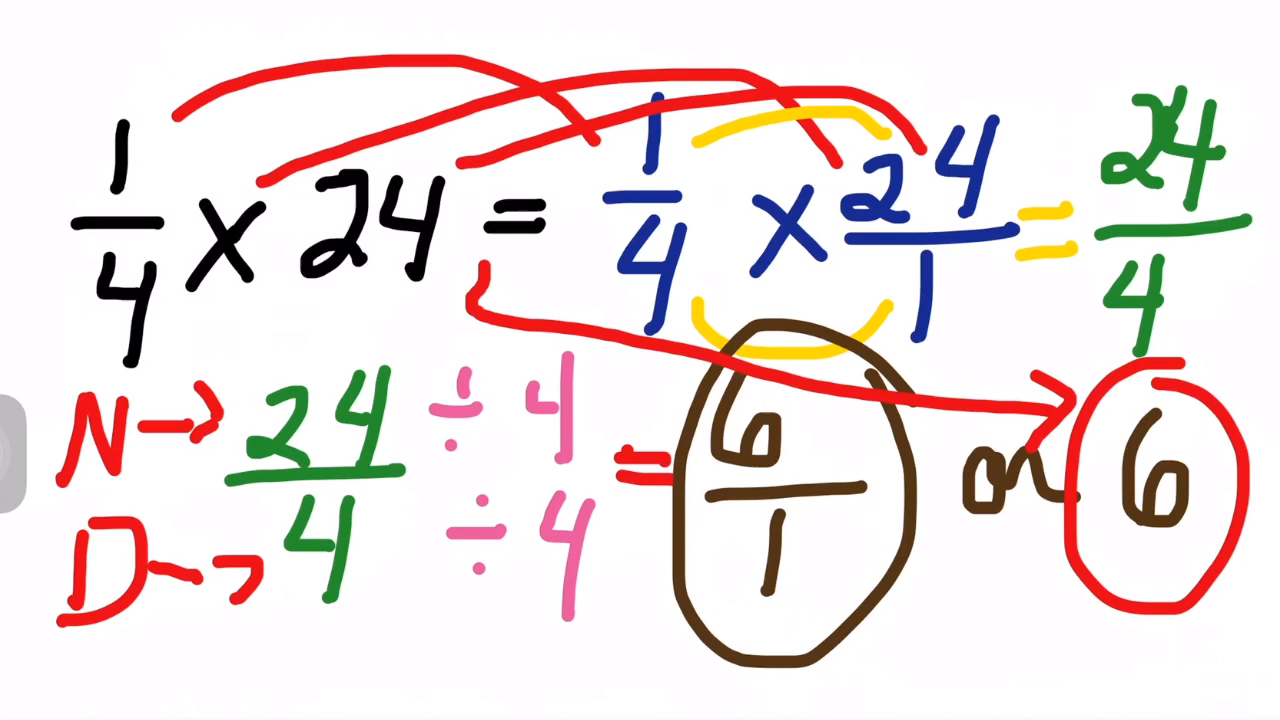 1/4 x 24 = 1/4 x 24/1 = 24/4
N → 24/4 ÷ 4 / ÷ 4 = 6/1 or 6
D →